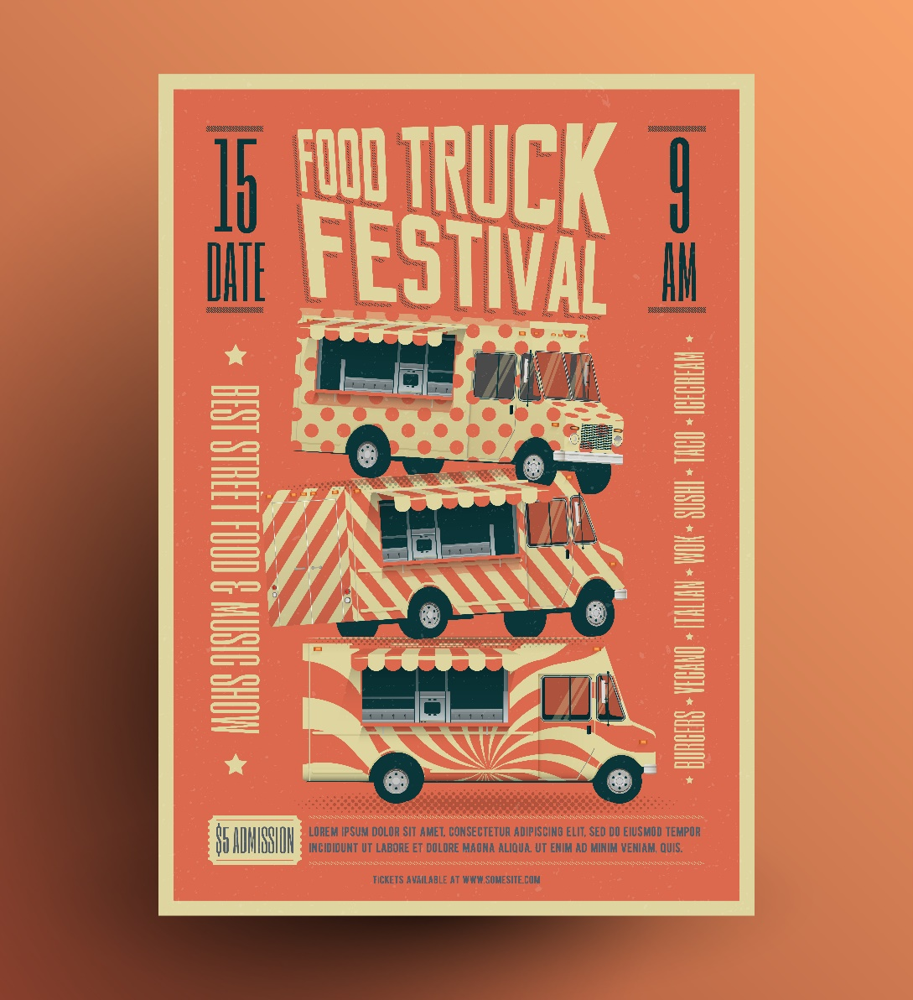 15
DATE
FOOD TRUCK
FESTIVAL
9
AM
BEST STREET FOOD & MUSIC SHOW
BURGERS ★ VEGANO ★ ITALIAN ★ WOK ★ SUSHI ★ TACO ★ ICECREAM
$5 ADMISSION
LOREM IPSUM DOLOR SIT AMET, CONSECTETUR ADIPISCING ELIT, SED DO EIUSMOD TEMPOR
INCIDIDUNT UT LABORE ET DOLORE MAGNA ALIQUA. UT ENIM AD MINIM VENIAM, QUIS.
TICKETS AVAILABLE AT WWW.SOMESITE.COM